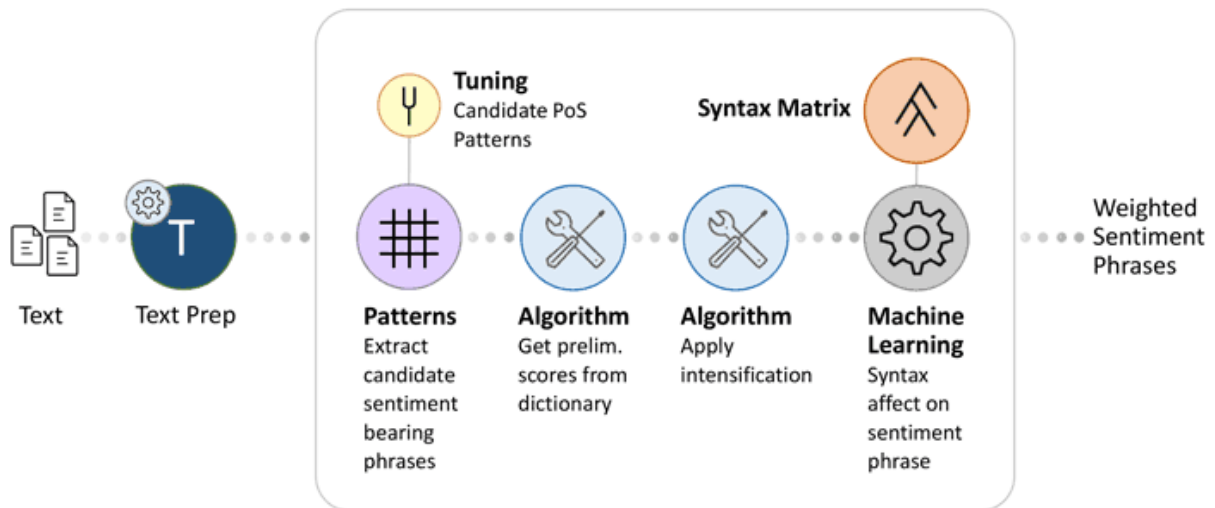 Tuning
Candidate PoS
Patterns
Syntax Matrix
T
Text
Text Prep
Patterns
Extract
candidate
sentiment
bearing
phrases
Algorithm
Get prelim.
scores from
dictionary
Algorithm
Apply
intensification
Machine
Learning
Syntax
affect on
sentiment
phrase
Weighted
Sentiment
Phrases